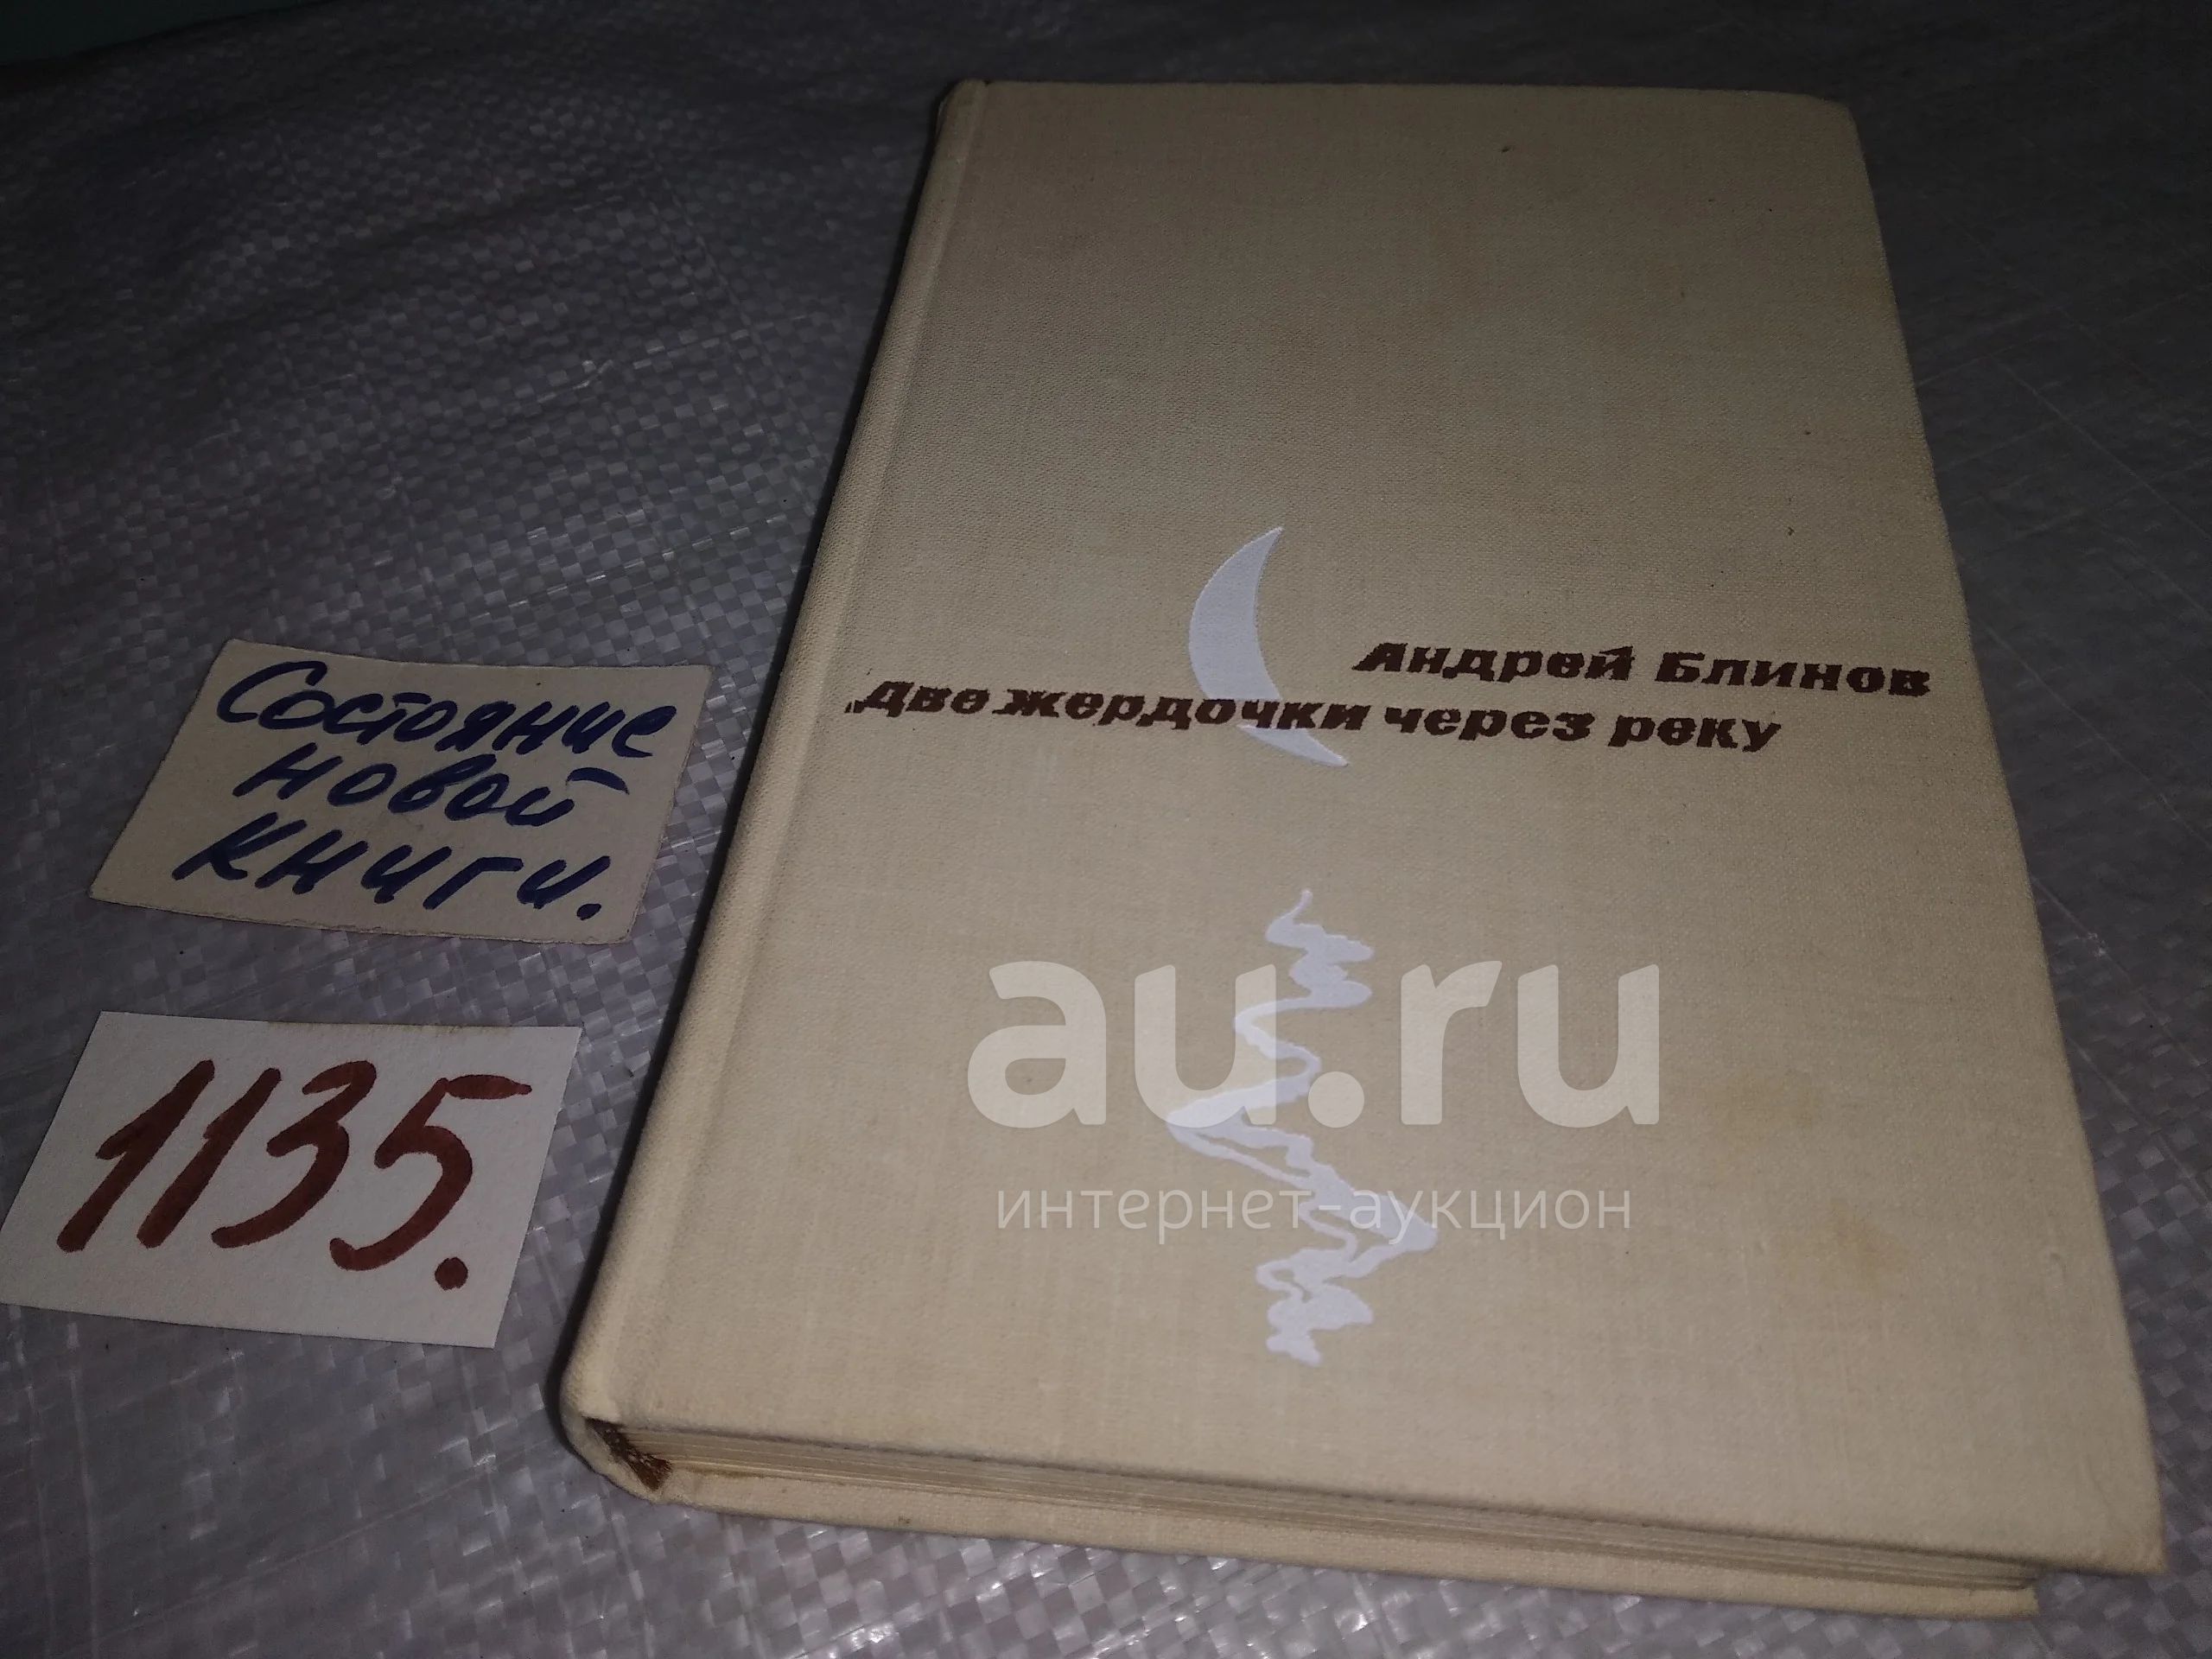 Андрей Блинов
Две жердочки через реку
Состояние
новой
книги.
1135.
au.ru
интернет-аукцион